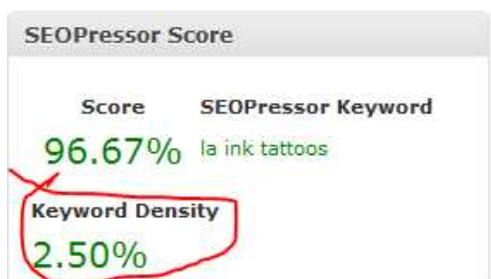 SEOPressor Score
Score SEOPressor Keyword
96.67% la ink tattoos
Keyword Density
2.50%